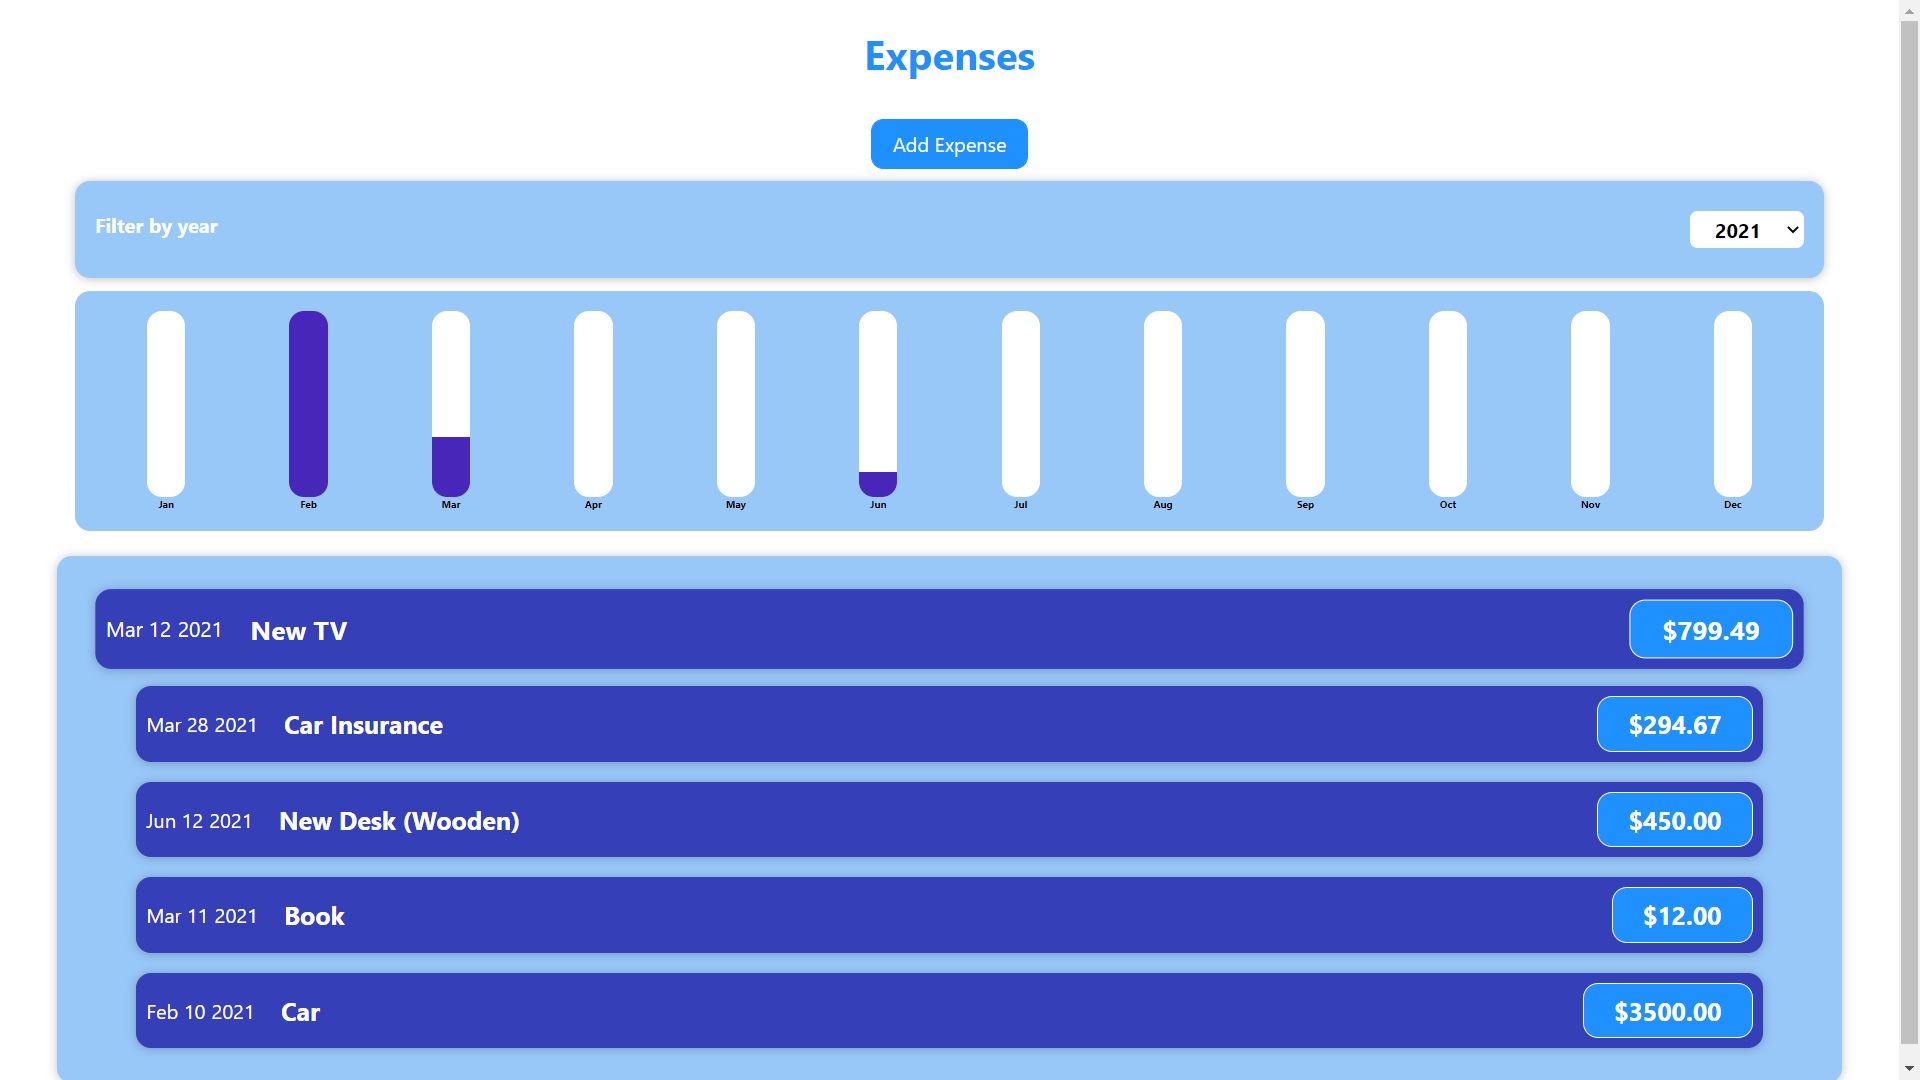 Expenses
Add Expense
Filter by year
2021
Jan Feb Mar Apr May Jun Jul Aug Sep Oct Nov Dec
Mar 12 2021 New TV $799.49
Mar 28 2021 Car Insurance $294.67
Jun 12 2021 New Desk (Wooden) $450.00
Mar 11 2021 Book $12.00
Feb 10 2021 Car $3500.00